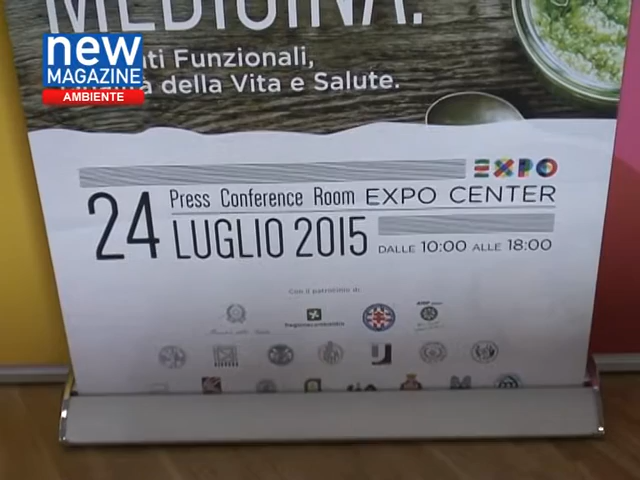 MEDICINA.
new
MAGAZINE
AMBIENTE
Funzionali,
della Vita e Salute.
EXPO
24
Press Conference Room EXPO CENTER
LUGLIO 2015
DALLE 10:00 ALLE 18:00
Con il patrocinio di:
RegioneLombardia